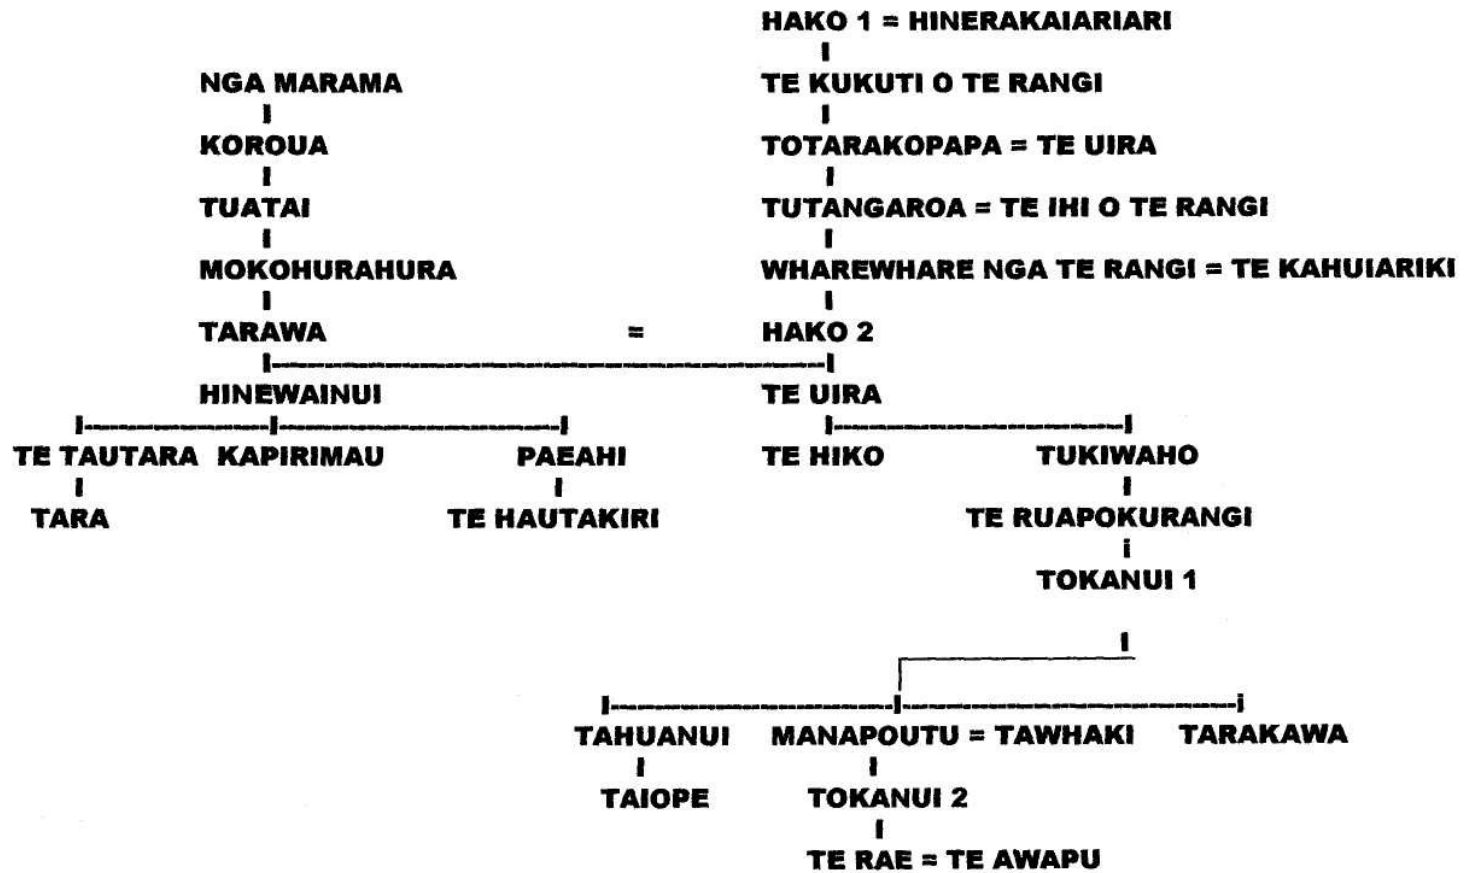 HAKO 1 = HINERAKAIARIARI
NGA MARAMA TE KUKUTI O TE RANGI
KOROUA TOTARAKOPAPA = TE UIRA
TUATAI TUTANGAROA = TE IHI O TE RANGI
MOKOHURAHURA WHAREWHARE NGA TE RANGI = TE KAHUIARIKI
TARAWA = HAKO 2
HINEWAINUI TE UIRA
TE TAUTARA KAPIRIMAU PAEAHI TE HIKO TUKIWAHO
TARA TE HAUTAKIRI TE RUAPOKURANGI
TOKANUI 1
TAHUANUI MANAPOUTU = TAWHAKI TARAKAWA
TAIOPE TOKANUI 2
TE RAE = TE AWAPU